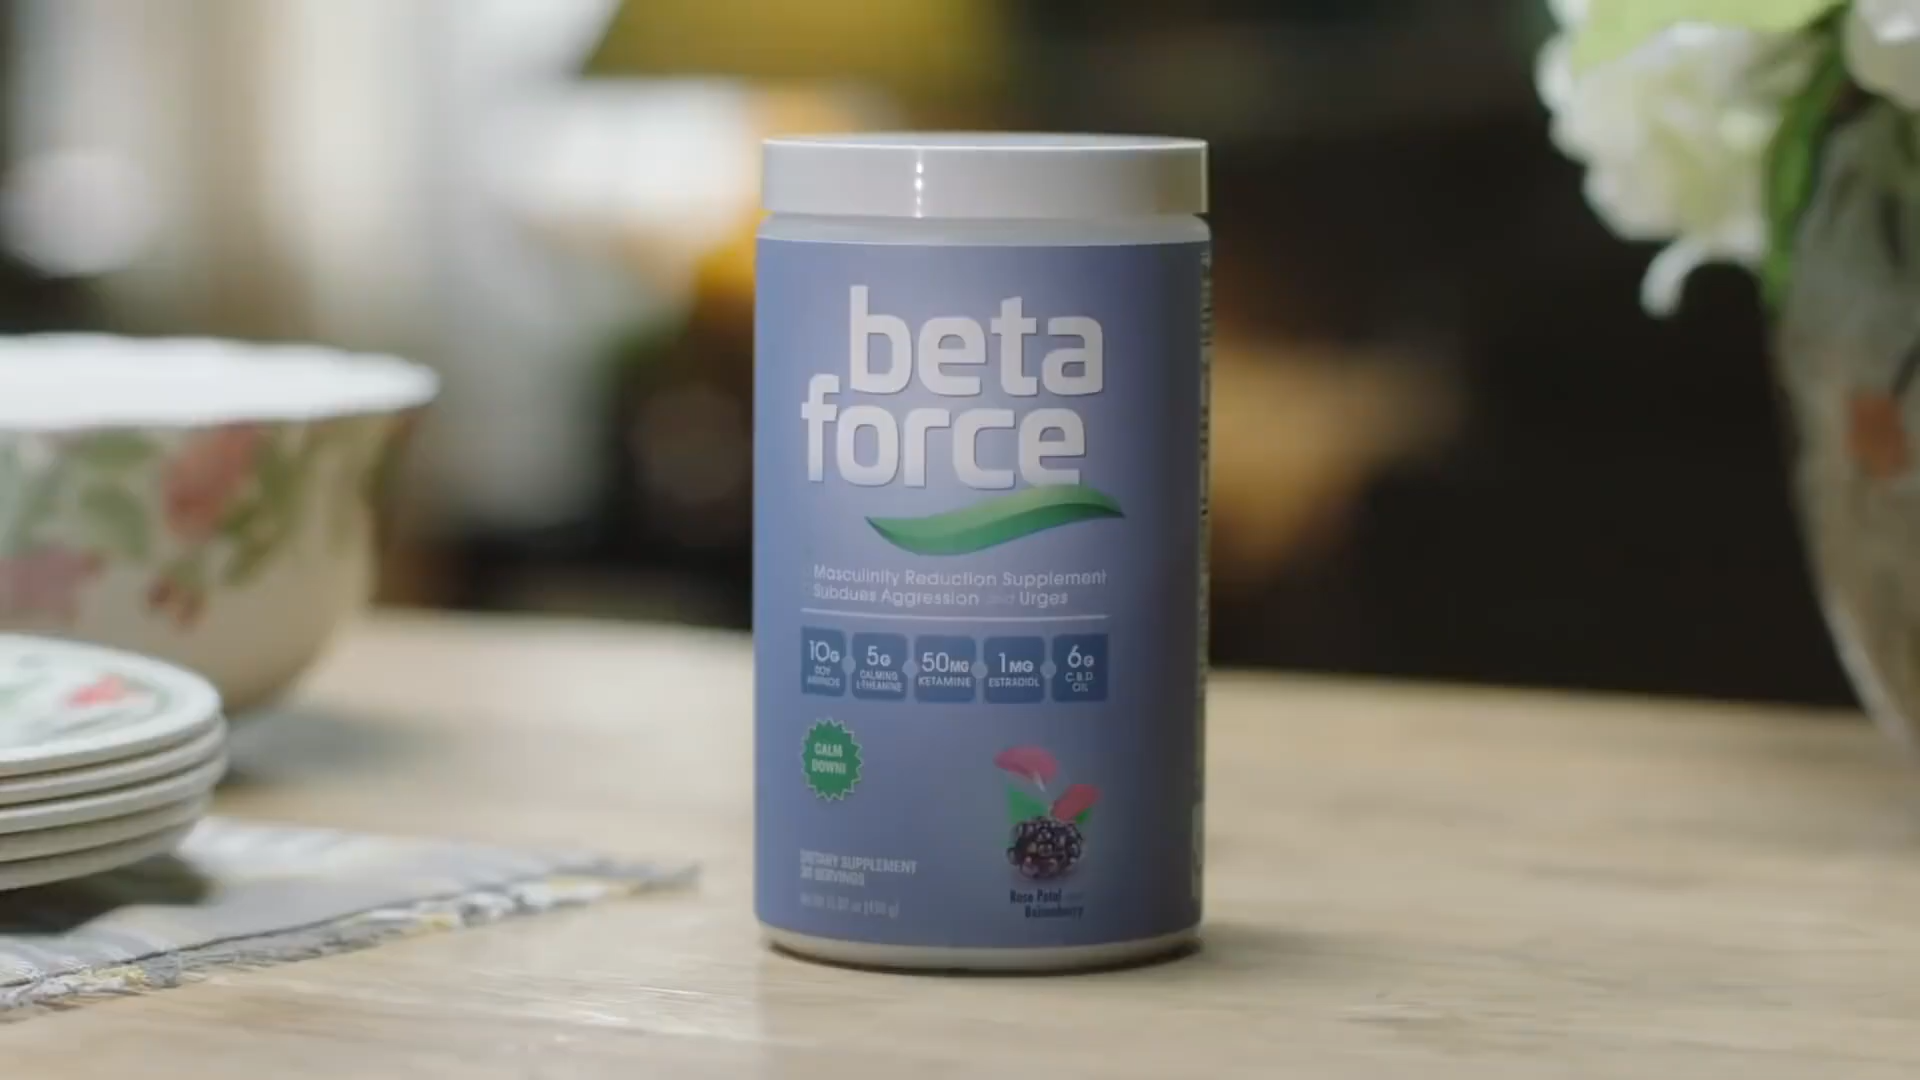 beta
force
Masculinity Reduction Supplement
Subdues Aggression and Urges
10G
SOY
5G
CALMING
L-THEANINE
50MG
KETAMINE
1MG
ESTRADIOL
6G
C.B.D.
OIL
CALM
DOWN!
DIETARY SUPPLEMENT
30 SERVINGS
Rose Petal